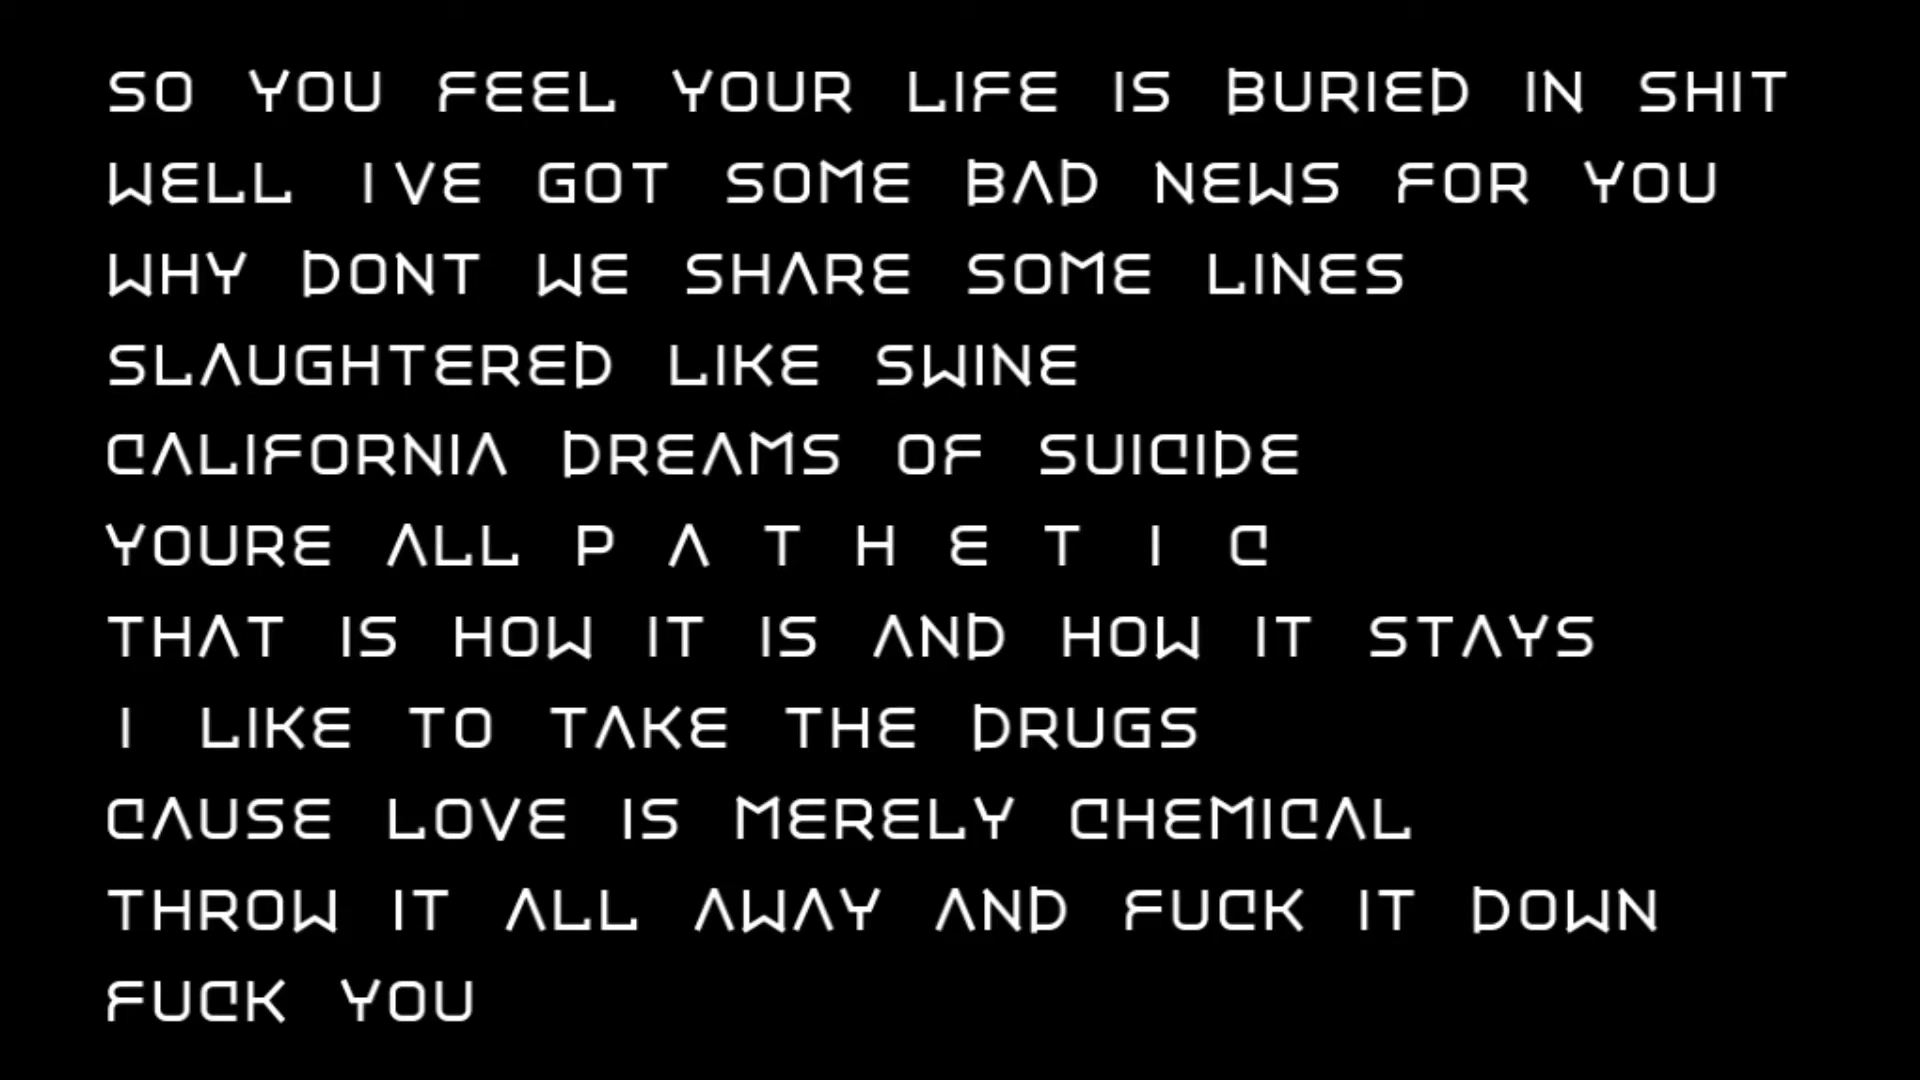 SO YOU FEEL YOUR LIFE IS BURIED IN SHIT
WELL I VE GOT SOME BAD NEWS FOR YOU
WHY DONT WE SHARE SOME LINES
SLAUGHTERED LIKE SWINE
CALIFORNIA DREAMS OF SUICIDE
YOURE ALL P A T H E T I C
THAT IS HOW IT IS AND HOW IT STAYS
I LIKE TO TAKE THE DRUGS
CAUSE LOVE IS MERELY CHEMICAL
THROW IT ALL AWAY AND FUCK IT DOWN
FUCK YOU